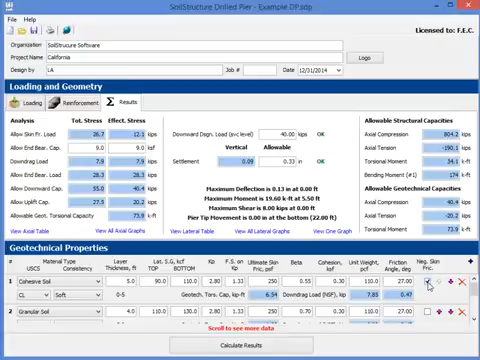 SoilStructure Drilled Pier - Example DP.sdp
File Help
Licensed to: F.E.C.
Organization SoilStrucure Software
Project Name California Logo
Design by LA Job # Date 12/31/2014
Loading and Geometry
Loading Reinforcement Σ Results
Analysis Tot. Stress Effect. Stress
Allow Skin Fr. Load 26.7 12.1 kips
Allow End Bear. Cap. 9.0 9.0 ksf
Downdrag Load 7.9 7.9 kips
Allow End Bear. Load 28.3 28.3 kips
Allow Downward Cap. 55.0 40.4 kips
Allow Uplift Cap. 27.5 20.2 kips
Allowable Geot. Torsional Capacity 73.9 k-ft
View Axial Table View All Axial Graphs
Downward Dsgn. Load (svc level) 40.00 kips OK
Vertical Allowable
Settlement 0.09 0.33 in OK
Maximum Deflection is 0.13 in at 0.00 ft
Maximum Moment is 19.60 k-ft at 5.50 ft
Maximum Shear is 8.00 kips at 0.00 ft
Pier Tip Movement is 0.00 in at the bottom (22.00 ft)
View Lateral Table View All Lateral Graphs View One Graph
Allowable Structural Capacities
Axial Compression 804.2 kips
Axial Tension -190.1 kips
Torsional Moment 34.1 k-ft
Bending Moment (#1) 174 k-ft
Allowable Geotechnical Capacities
Axial Compression 40.4 kips
Axial Tension -20.2 kips
Torsional Moment 73.9 k-ft
Geotechnical Properties
# Material Type USCS Consistency Layer Thickness, ft Lat. S.G, kcf TOP BOTTOM F.S. on Kp F.S. on Skin Fric, psf Ultimate Skin Fric, psf Beta Cohesion, ksf Unit Weight, pcf Friction Angle, deg Neg. Skin Fric.
1 Cohesive Soil 5.0 90.0 110.0 2.80 1.3 0.55 0.30 110.0 27.00
CL Soft 0-5 Geotech. Tors. Cap, kip-ft 6.54 Downdrag Load (NSF), kip 7.85 0.47
2 Granular Soil 4.0 110.0 130.0 2.80 1.3 250 0.70 110.0 27.00
Scroll to see more data
Calculate Results